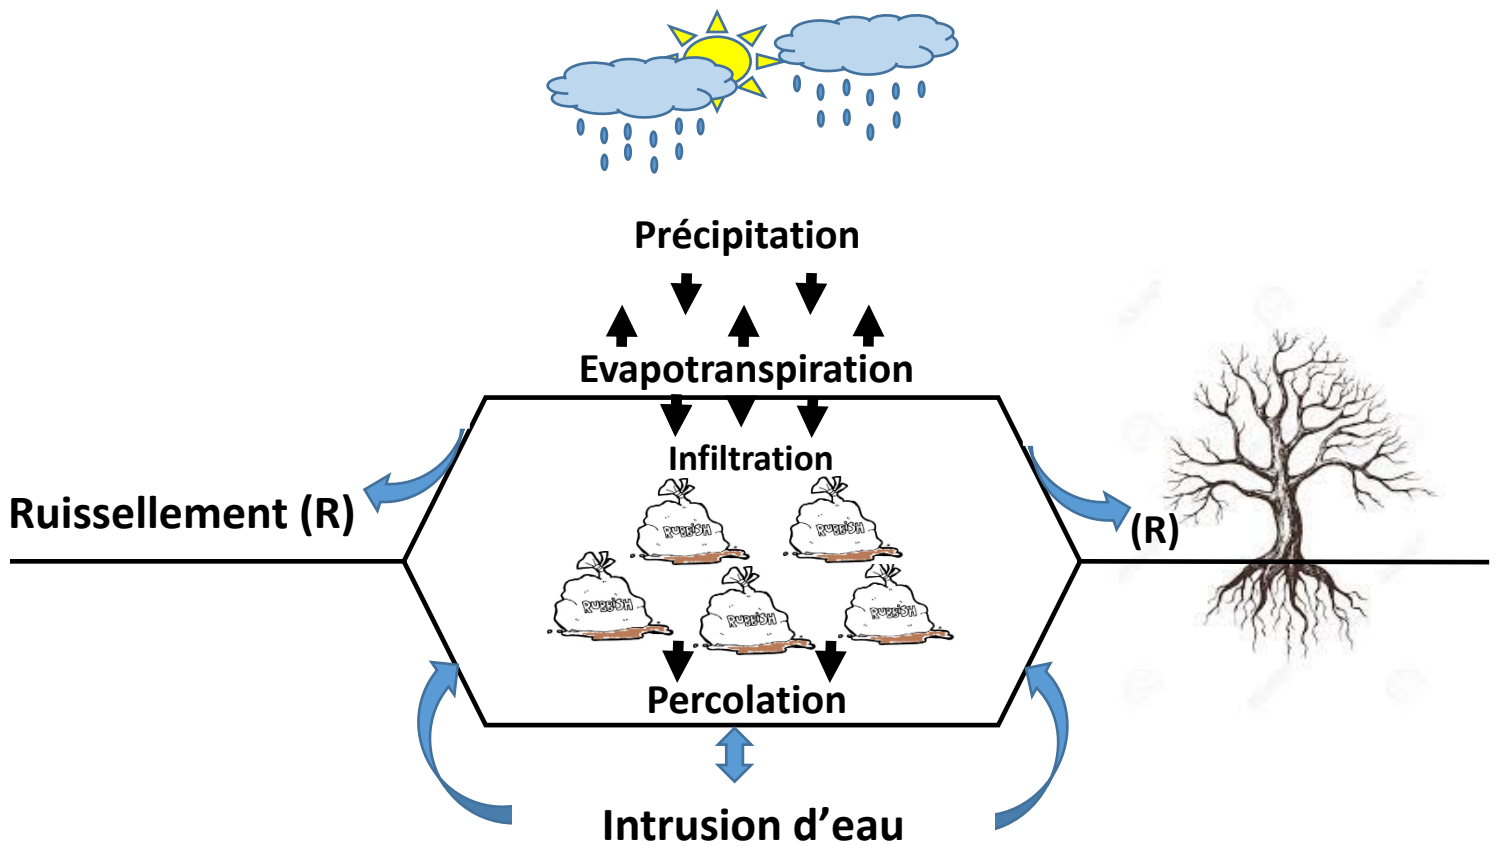 Précipitation
Evapotranspiration
Infiltration
Ruissellement (R)
(R)
RUBBISH
RUBBISH
RUBBISH
RUBBISH
RUBBISH
Percolation
Intrusion d’eau